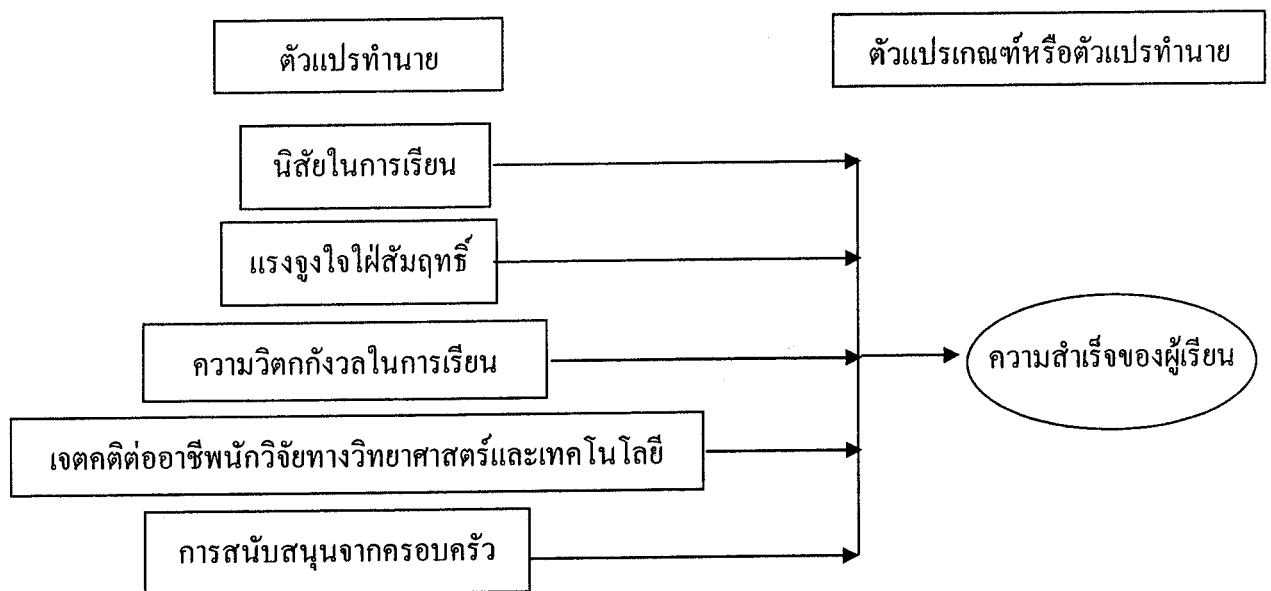 ตัวแปรทำนาย
ตัวแปรเกณฑ์หรือตัวแปรทำนาย
นิสัยในการเรียน
แรงจูงใจใฝ่สัมฤทธิ์
ความวิตกกังวลในการเรียน
ความสำเร็จของผู้เรียน
เจตคติต่ออาชีพนักวิจัยทางวิทยาศาสตร์และเทคโนโลยี
การสนับสนุนจากครอบครัว